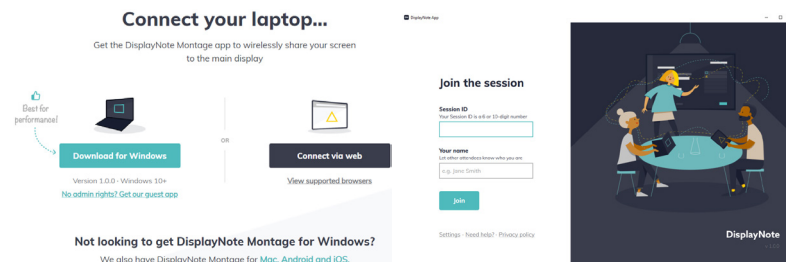 Connect your laptop...
Get the DisplayNote Montage app to wirelessly share your screen
to the main display
Best for
performance!
OR
Download for Windows
Connect via web
Version 1.0.0 - Windows 10+
View supported browsers
No admin rights? Get our guest app
Not looking to get DisplayNote Montage for Windows?
We also have DisplayNote Montage for Mac, Android and iOS.
DisplayNote App
Join the session
Session ID
Your Session ID is a 6 or 10-digit number
Your name
Let other attendees know who you are
e.g. Jane Smith
Join
Settings - Need help? - Privacy policy
DisplayNote